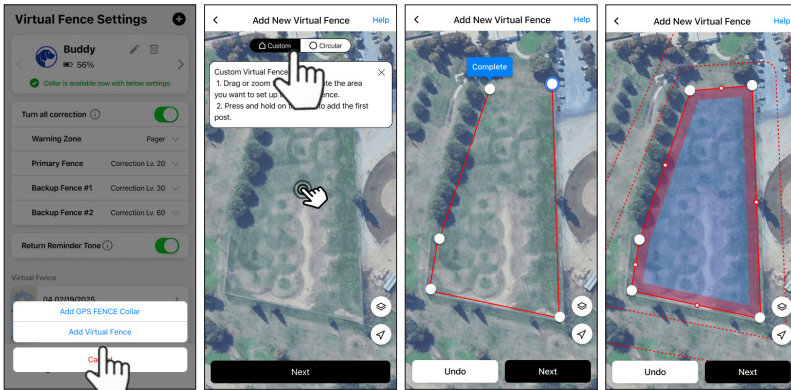 Virtual Fence Settings
Buddy
56%
Collar is available now with below settings.
Turn all correction
Warning Zone Pager
Primary Fence Correction Lv. 20
Backup Fence #1 Correction Lv. 30
Backup Fence #2 Correction Lv. 60
Return Reminder Tone
Virtual Fence
04 02/19/2025
Add GPS FENCE Collar
Add Virtual Fence
Add New Virtual Fence Help
Custom Circular
Custom Virtual Fence
1. Drag or zoom the area
you want to set up
2. Press and hold on to add the first
post.
Next
Add New Virtual Fence Help
Complete
Undo Next
Add New Virtual Fence Help
Undo Next